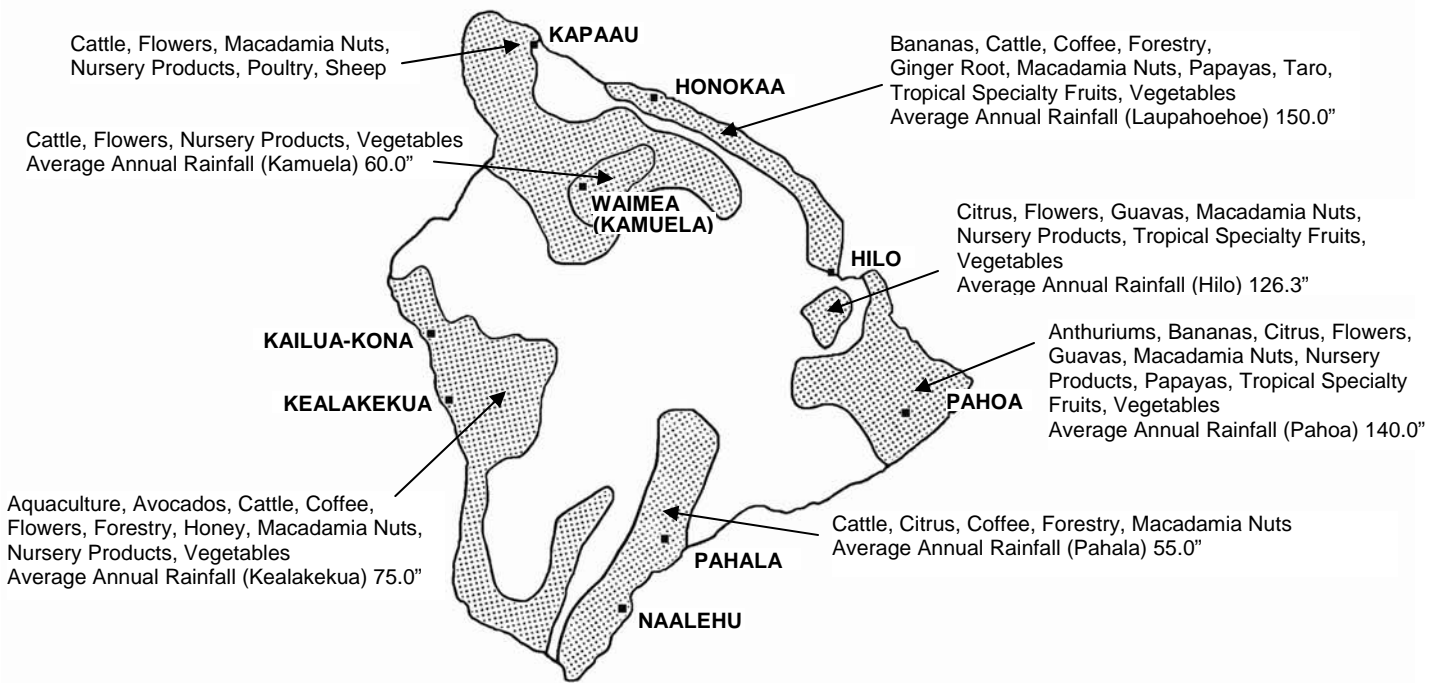 KAPAAU
Cattle, Flowers, Macadamia Nuts,
Nursery Products, Poultry, Sheep
Bananas, Cattle, Coffee, Forestry,
Ginger Root, Macadamia Nuts, Papayas, Taro,
Tropical Specialty Fruits, Vegetables
Average Annual Rainfall (Laupahoehoe) 150.0”
HONOKAA
Cattle, Flowers, Nursery Products, Vegetables
Average Annual Rainfall (Kamuela) 60.0”
WAIMEA
(KAMUELA)
Citrus, Flowers, Guavas, Macadamia Nuts,
Nursery Products, Tropical Specialty Fruits,
Vegetables
Average Annual Rainfall (Hilo) 126.3”
HILO
KAILUA-KONA
Anthuriums, Bananas, Citrus, Flowers,
Guavas, Macadamia Nuts, Nursery
Products, Papayas, Tropical Specialty
Fruits, Vegetables
Average Annual Rainfall (Pahoa) 140.0”
KEALAKEKUA
PAHOA
Aquaculture, Avocados, Cattle, Coffee,
Flowers, Forestry, Honey, Macadamia Nuts,
Nursery Products, Vegetables
Average Annual Rainfall (Kealakekua) 75.0”
Cattle, Citrus, Coffee, Forestry, Macadamia Nuts
Average Annual Rainfall (Pahala) 55.0”
PAHALA
NAALEHU